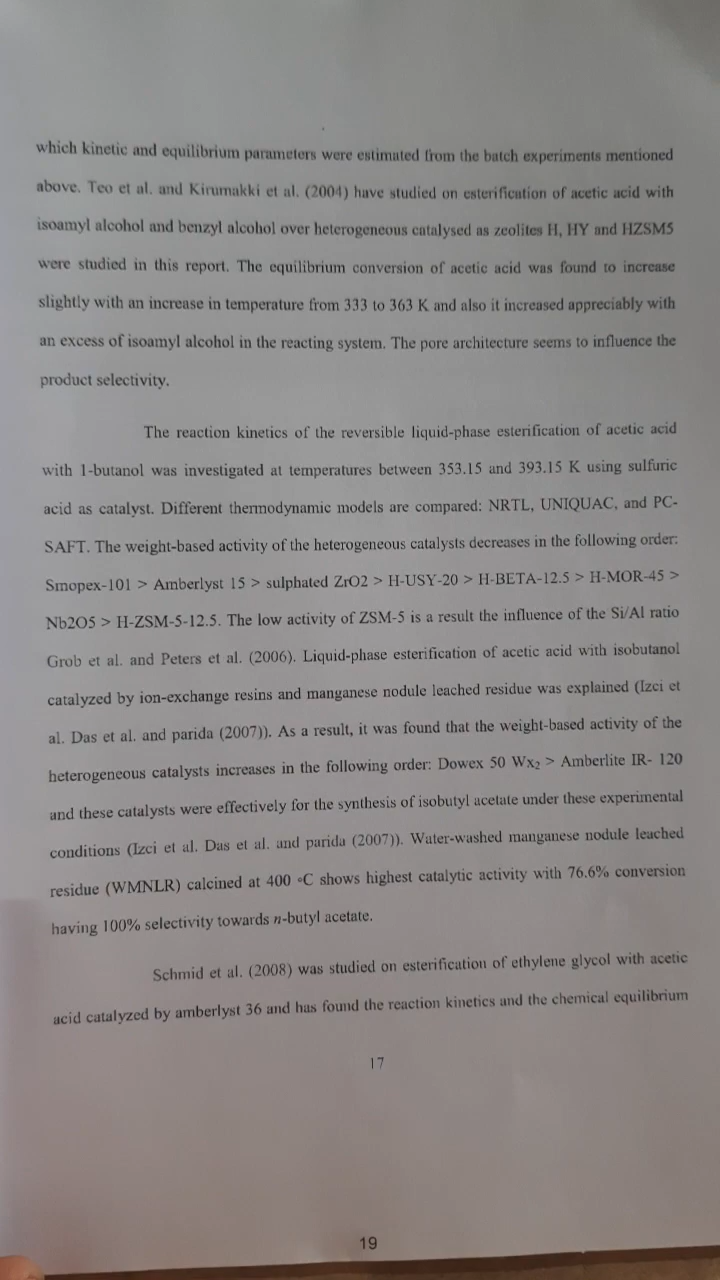 which kinetic and equilibrium parameters were estimated from the batch experiments mentioned
above. Teo et al. and Kirumakki et al. (2004) have studied on esterification of acetic acid with
isoamyl alcohol and benzyl alcohol over heterogeneous catalysed as zeolites H, HY and HZSM5
were studied in this report. The equilibrium conversion of acetic acid was found to increase
slightly with an increase in temperature from 333 to 363 K and also it increased appreciably with
an excess of isoamyl alcohol in the reacting system. The pore architecture seems to influence the
product selectivity.
The reaction kinetics of the reversible liquid-phase esterification of acetic acid
with 1-butanol was investigated at temperatures between 353.15 and 393.15 K using sulfuric
acid as catalyst. Different thermodynamic models are compared: NRTL, UNIQUAC, and PC-
SAFT. The weight-based activity of the heterogeneous catalysts decreases in the following order:
Smopex-101 > Amberlyst 15 > sulphated ZrO2 > H-USY-20 > H-BETA-12.5 > H-MOR-45 >
Nb2O5 > H-ZSM-5-12.5. The low activity of ZSM-5 is a result the influence of the Si/Al ratio
Grob et al. and Peters et al. (2006). Liquid-phase esterification of acetic acid with isobutanol
catalyzed by ion-exchange resins and manganese nodule leached residue was explained (Izci et
al. Das et al. and parida (2007)). As a result, it was found that the weight-based activity of the
heterogeneous catalysts increases in the following order: Dowex 50 Wx₂ > Amberlite IR- 120
and these catalysts were effectively for the synthesis of isobutyl acetate under these experimental
conditions (Izci et al. Das et al. and parida (2007)). Water-washed manganese nodule leached
residue (WMNLR) calcined at 400 °C shows highest catalytic activity with 76.6% conversion
having 100% selectivity towards n-butyl acetate.
Schmid et al. (2008) was studied on esterification of ethylene glycol with acetic
acid catalyzed by amberlyst 36 and has found the reaction kinetics and the chemical equilibrium
17
19